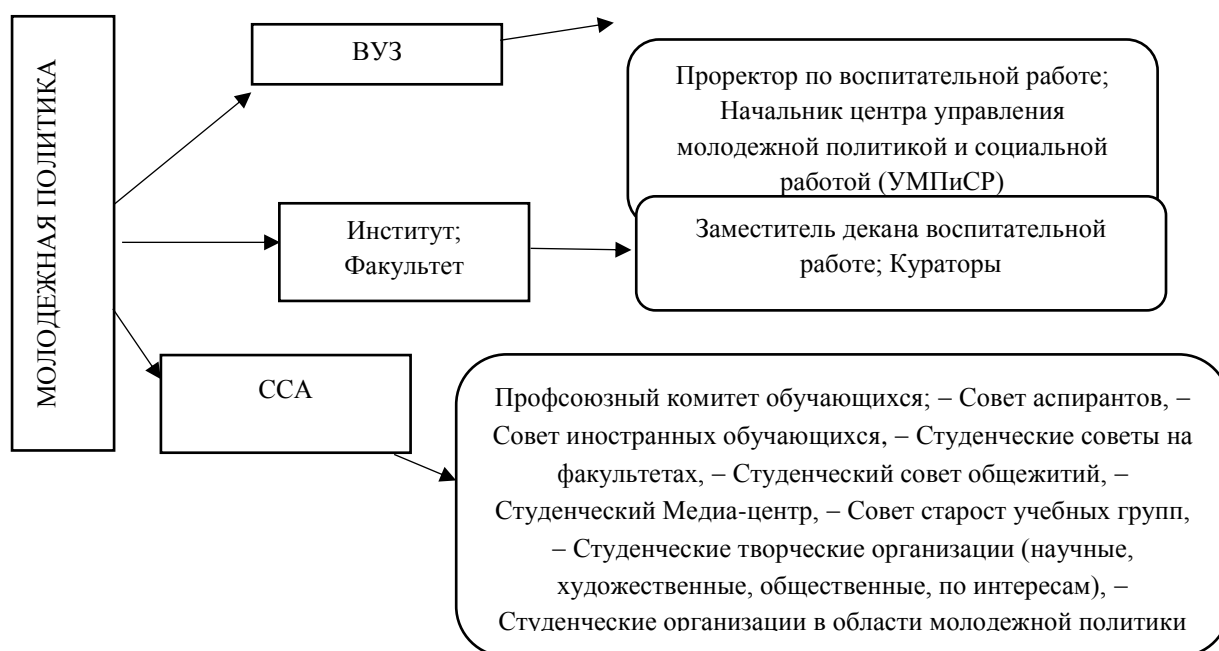 МОЛОДЕЖНАЯ ПОЛИТИКА
ВУЗ
Проректор по воспитательной работе;
Начальник центра управления
молодежной политикой и социальной
работой (УМПиСР)
Институт;
Факультет
Заместитель декана воспитательной
работе; Кураторы
ССА
Профсоюзный комитет обучающихся; – Совет аспирантов, –
Совет иностранных обучающихся, – Студенческие советы на
факультетах, – Студенческий совет общежитий, –
Студенческий Медиа-центр, – Совет старост учебных групп,
– Студенческие творческие организации (научные,
художественные, общественные, по интересам), –
Студенческие организации в области молодежной политики